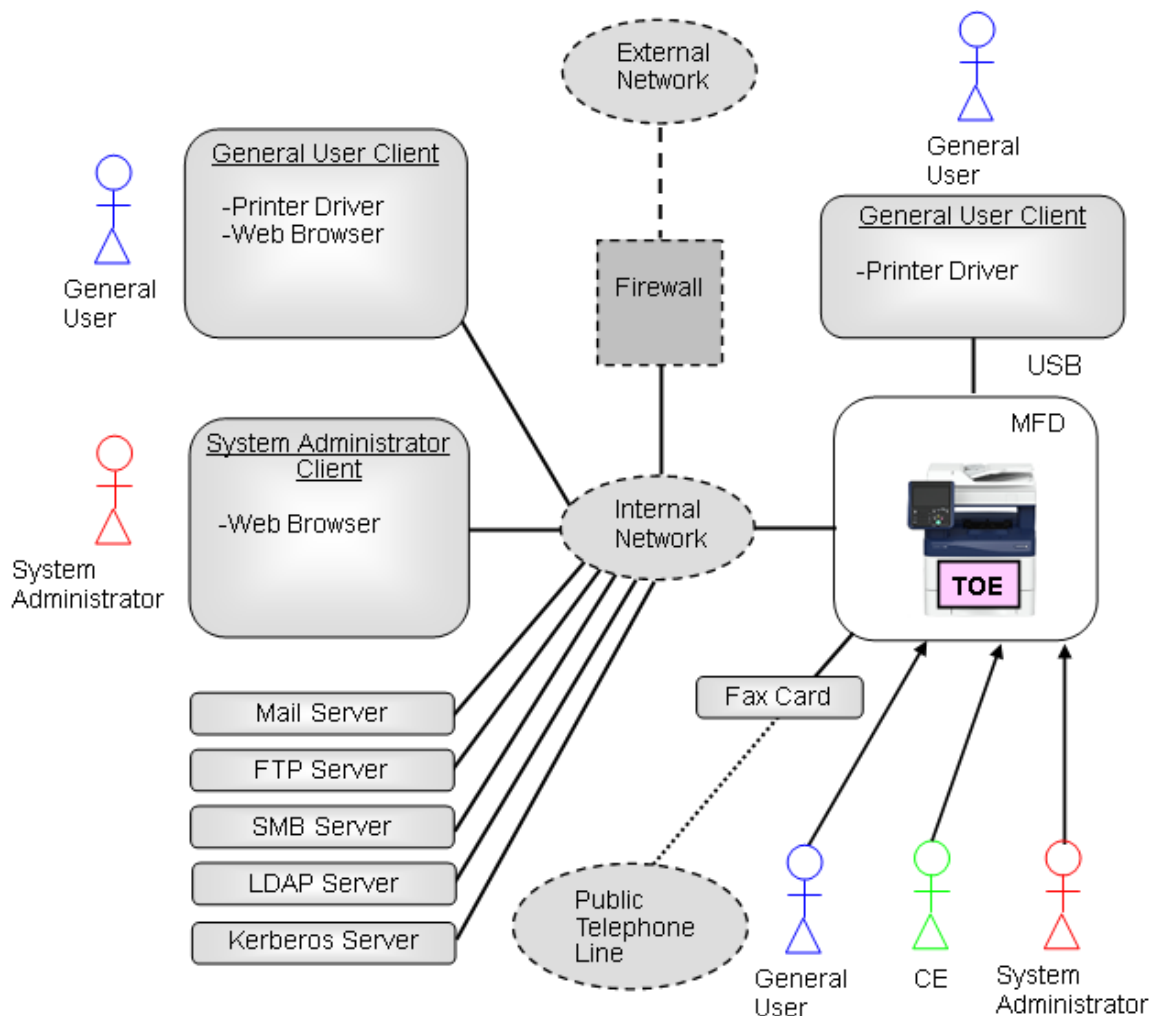 External
Network
General
User
General User Client
-Printer Driver
-Web Browser
General
User
Firewall
General User Client
-Printer Driver
USB
MFD
System Administrator
Client
-Web Browser
System
Administrator
Internal
Network
TOE
Mail Server
FTP Server
SMB Server
LDAP Server
Kerberos Server
Fax Card
Public
Telephone
Line
General
User
CE
System
Administrator